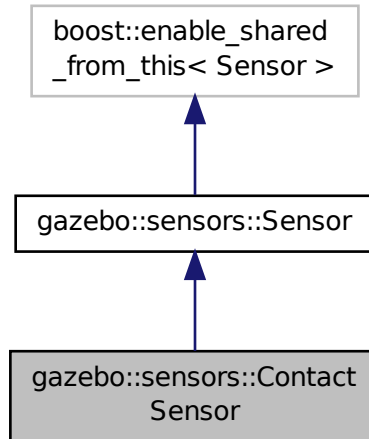 boost::enable_shared
_from_this< Sensor >
gazebo::sensors::Sensor
gazebo::sensors::Contact
Sensor